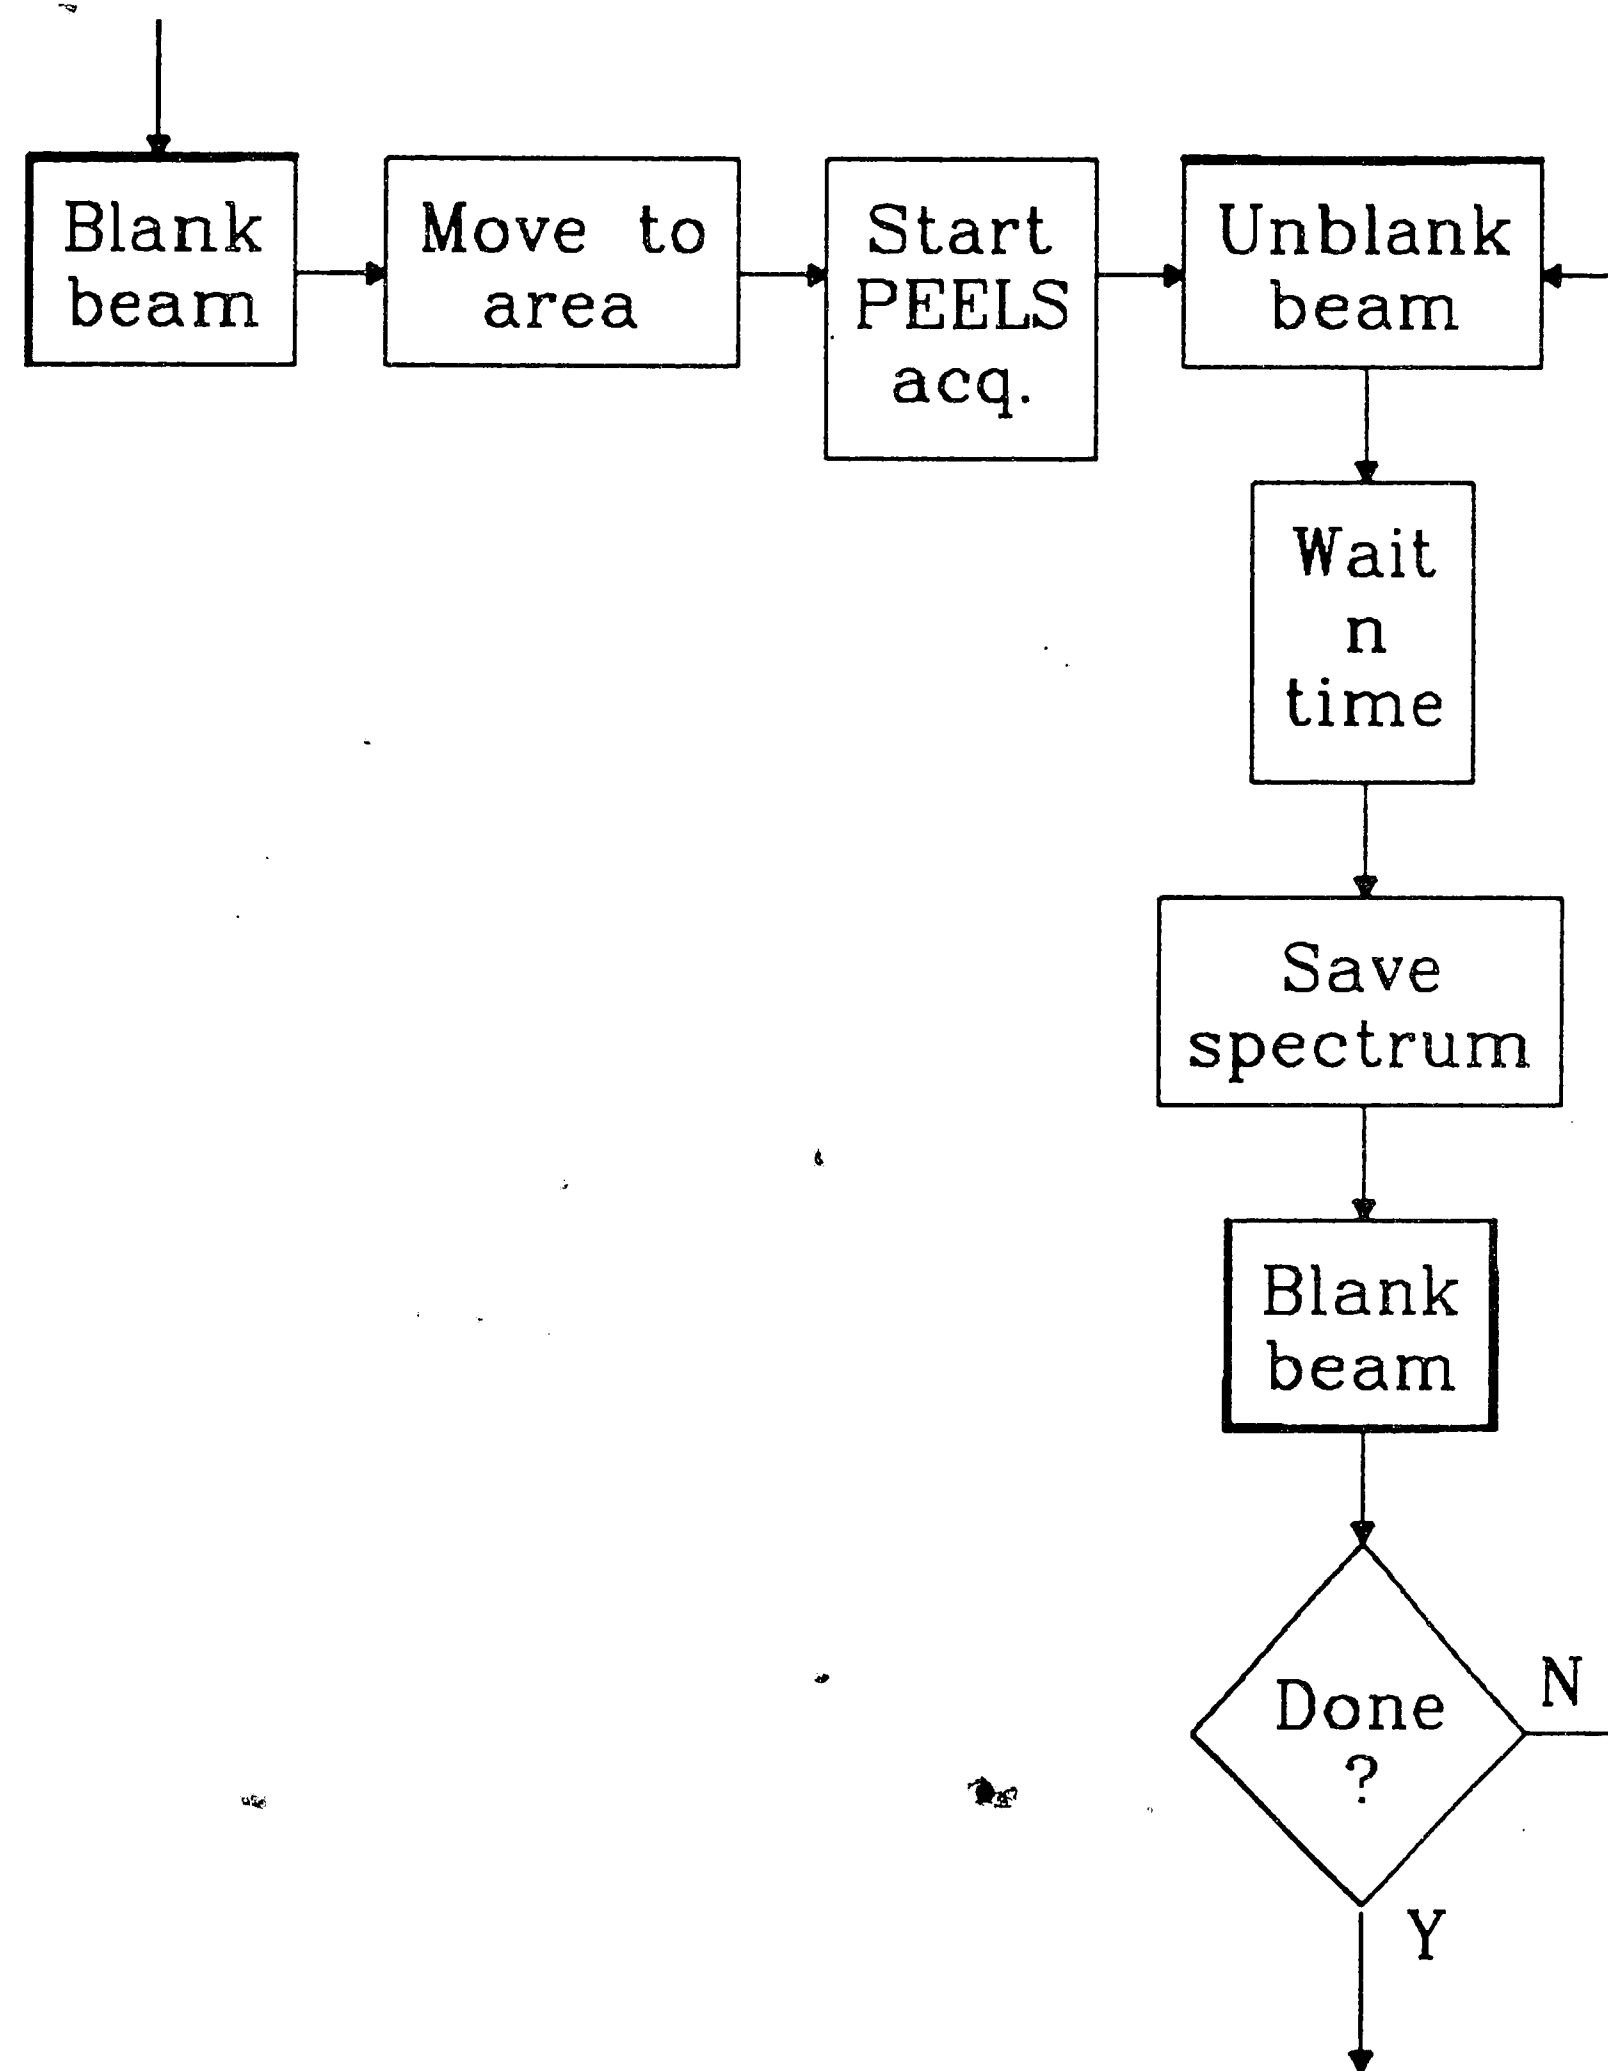 Blank
beam
Move to
area
Start
PEELS
acq.
Unblank
beam
Wait
n
time
Save
spectrum
Blank
beam
Done
?
N
Y